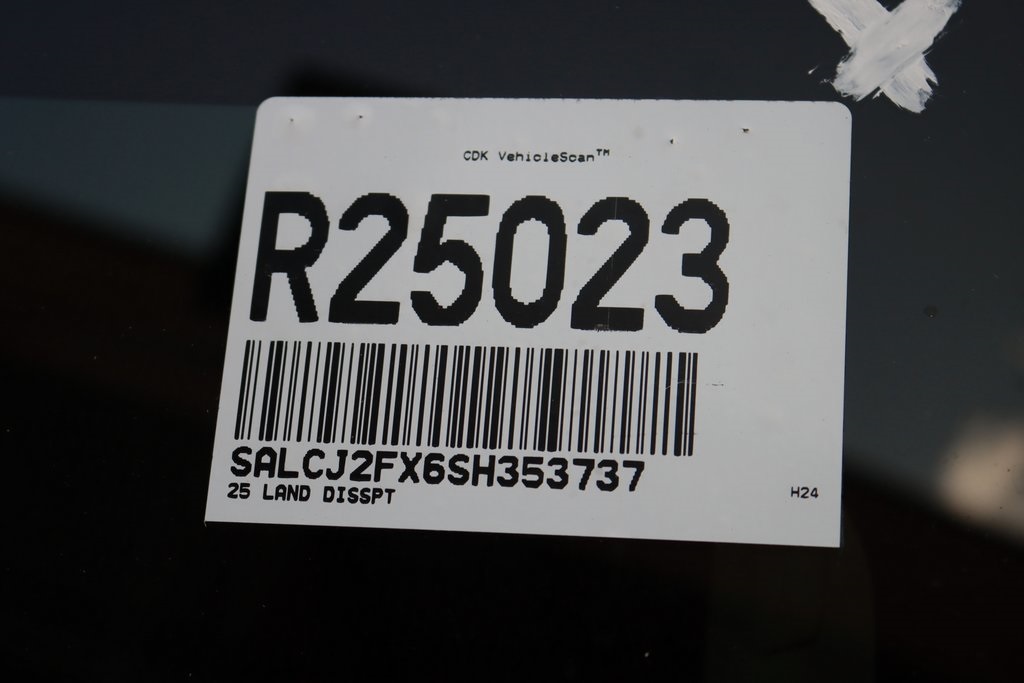 CDK VehicleScan™
R25023
SALCJ2FX6SH353737
25 LAND DISSPT
H24